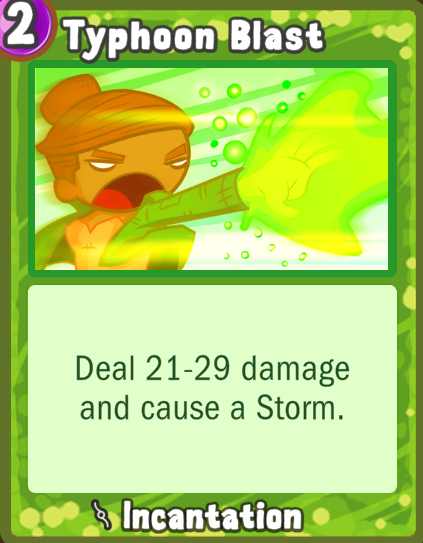 2
Typhoon Blast
Deal 21-29 damage
and cause a Storm.
Incantation